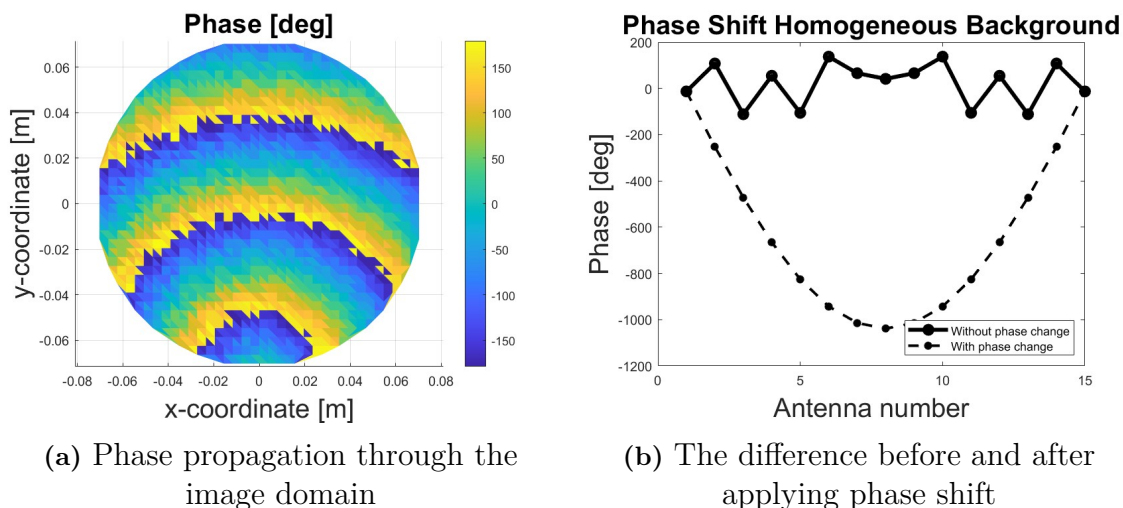 Phase [deg]
0.06
0.04
0.02
0
-0.02
-0.04
-0.06
y-coordinate [m]
-0.08 -0.06 -0.04 -0.02 0 0.02 0.04 0.06 0.08
x-coordinate [m]
150
100
50
0
-50
-100
-150
(a) Phase propagation through the
image domain
Phase Shift Homogeneous Background
200
0
-200
-400
-600
-800
-1000
-1200
Phase [deg]
0 5 10 15
Antenna number
Without phase change
With phase change
(b) The difference before and after
applying phase shift